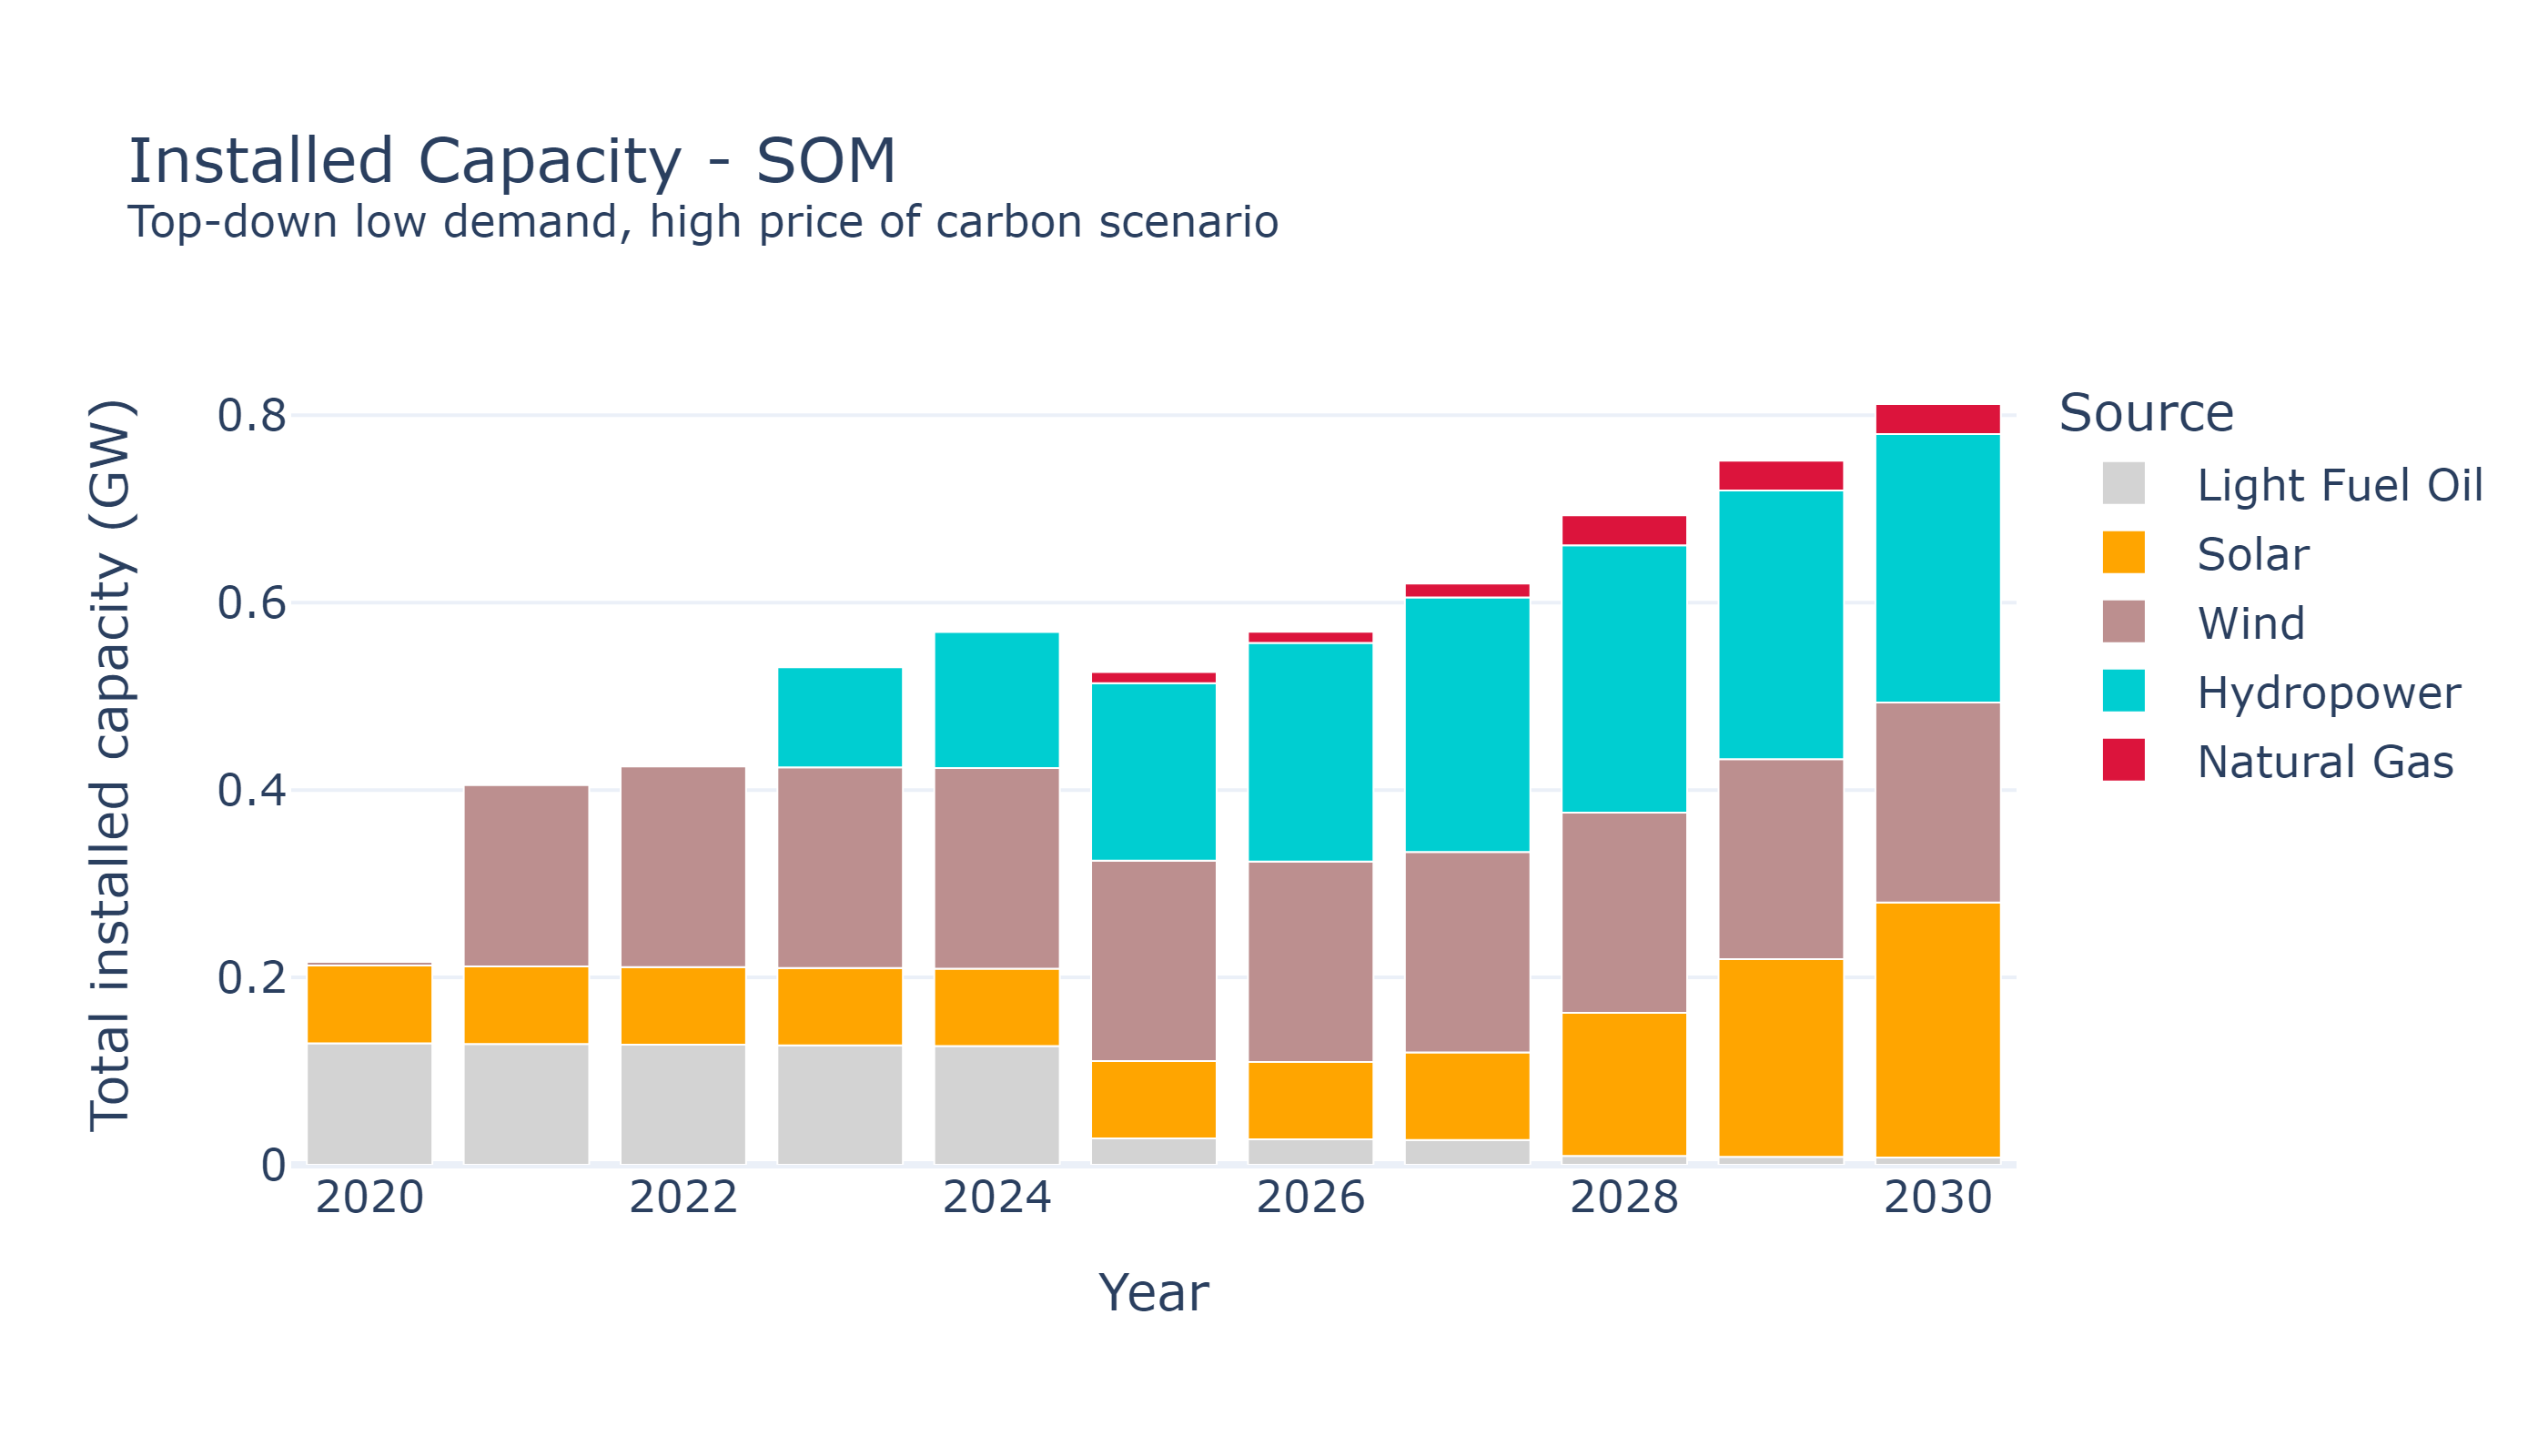 Installed Capacity - SOM
Top-down low demand, high price of carbon scenario
Total installed capacity (GW)
0.8
0.6
0.4
0.2
0
2020
2022
2024
2026
2028
2030
Year
Source
Light Fuel Oil
Solar
Wind
Hydropower
Natural Gas